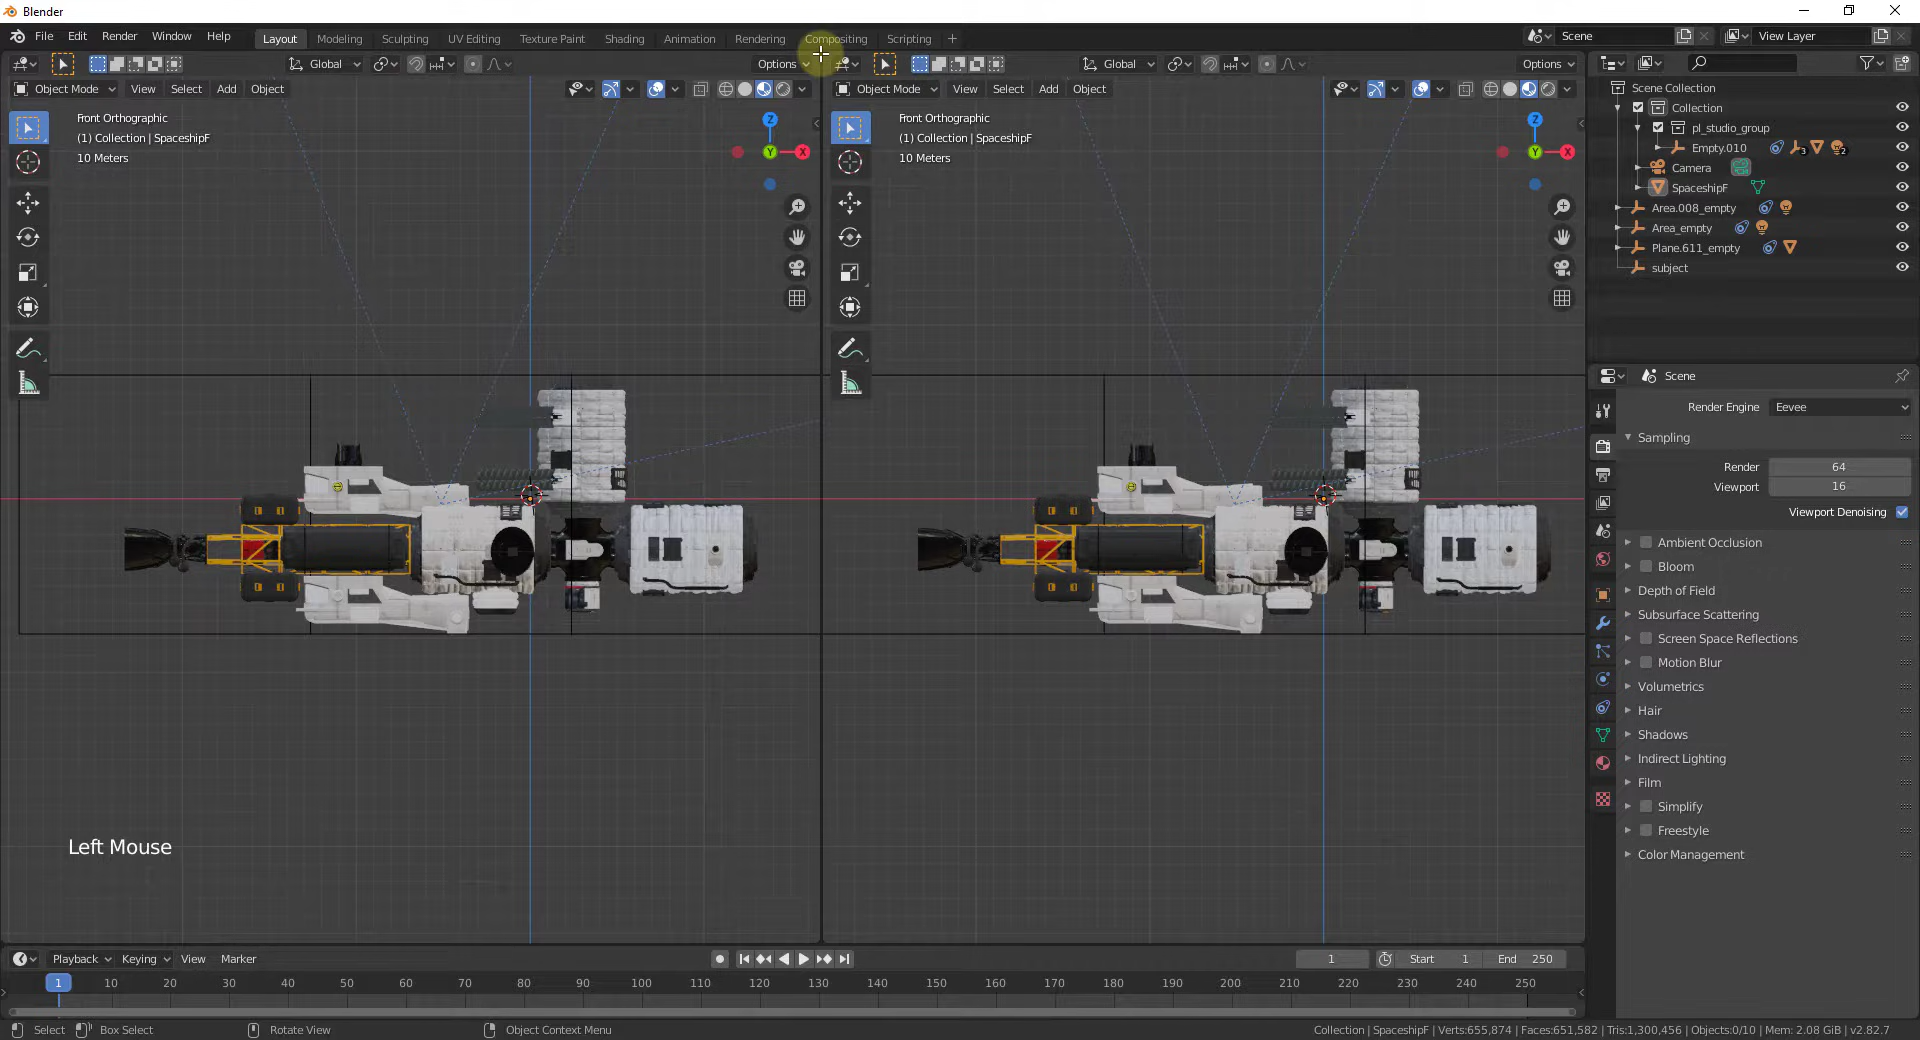 Blender
File Edit Render Window Help Layout Modeling Sculpting UV Editing Texture Paint Shading Animation Rendering Compositing Scripting + Scene View Layer
Global Options Global Options
Object Mode View Select Add Object Object Mode View Select Add Object
Front Orthographic
(1) Collection | SpaceshipF
10 Meters
Z
Y
X
Front Orthographic
(1) Collection | SpaceshipF
10 Meters
Z
Y
X
Scene Collection
Collection
pl_studio_group
Empty.010 3 2
Camera
SpaceshipF
Area.008_empty
Area_empty
Plane.611_empty
subject
Scene
Render Engine Eevee
Sampling
Render 64
Viewport 16
Viewport Denoising
Ambient Occlusion
Bloom
Depth of Field
Subsurface Scattering
Screen Space Reflections
Motion Blur
Volumetrics
Hair
Shadows
Indirect Lighting
Film
Simplify
Freestyle
Color Management
Left Mouse
Playback Keying View Marker 1 Start 1 End 250
1 10 20 30 40 50 60 70 80 90 100 110 120 130 140 150 160 170 180 190 200 210 220 230 240 250
Select Box Select Rotate View Object Context Menu Collection | SpaceshipF | Verts:655,874 | Faces:651,582 | Tris:1,300,456 | Objects:0/10 | Mem: 2.08 GiB | v2.82.7